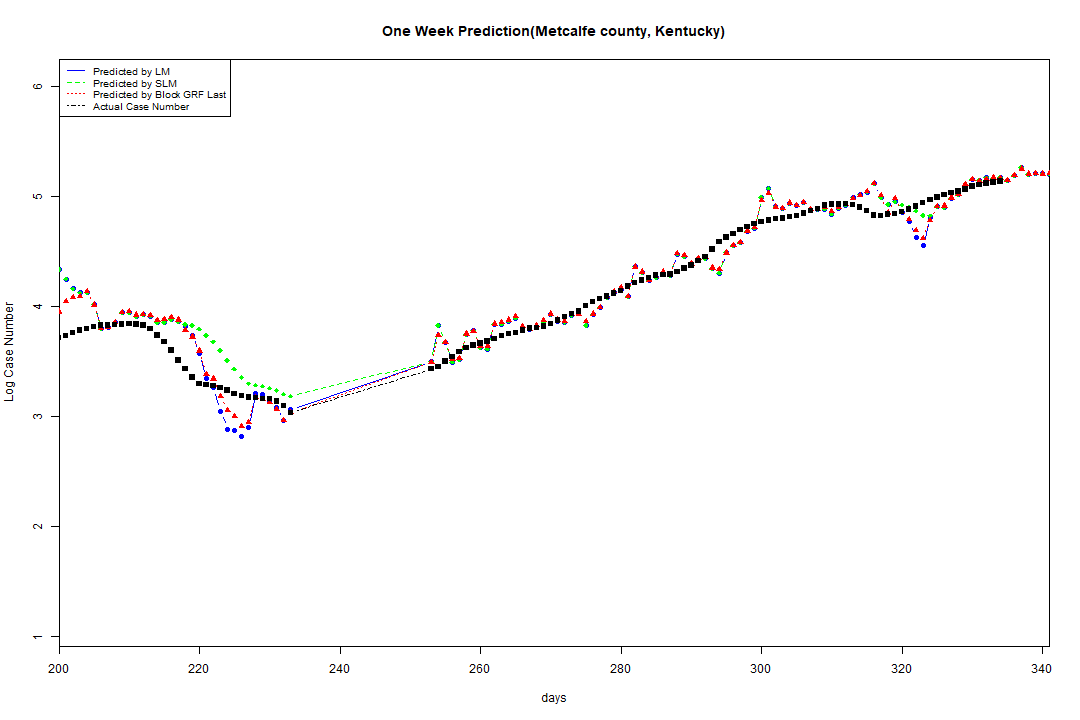 One Week Prediction(Metcalfe county, Kentucky)
Predicted by LM
Predicted by SLM
Predicted by Block GRF Last
Actual Case Number
6
5
4
3
2
1
Log Case Number
200 220 240 260 280 300 320 340
days